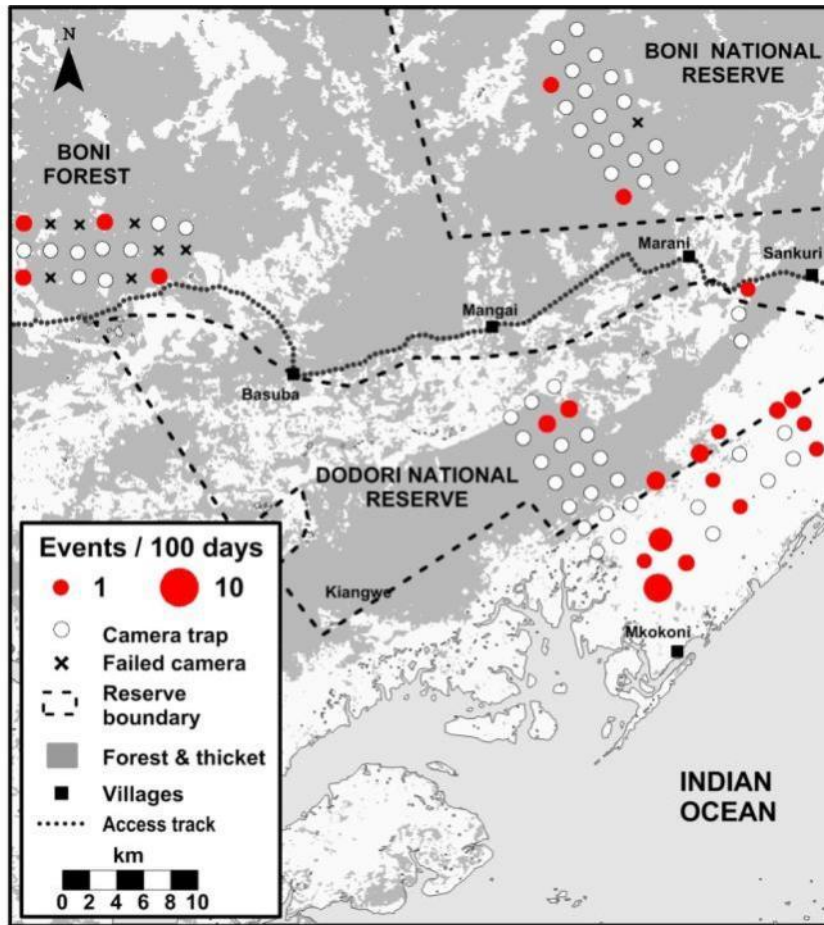 N
BONI NATIONAL
RESERVE
BONI
FOREST
Marani
Sankuri
Mangai
Basuba
DODORI NATIONAL
RESERVE
Kiangwe
Mkokoni
INDIAN
OCEAN
Events / 100 days
1 10
Camera trap
Failed camera
Reserve
boundary
Forest & thicket
Villages
Access track
km
0 2 4 6 8 10